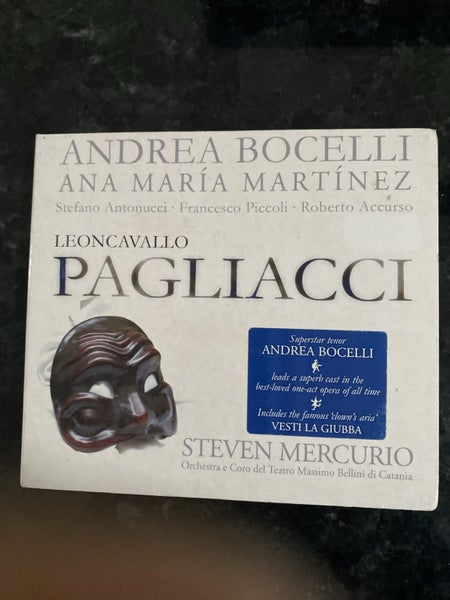 ANDREA BOCELLI
ANA MARÍA MARTÍNEZ
Stefano Antonucci · Francesco Piccoli · Roberto Accurso
LEONCAVALLO
PAGLIACCI
Superstar tenor
ANDREA BOCELLI
leads a superb cast in the
best-loved one-act opera of all time
Includes the famous 'clown's aria'
VESTI LA GIUBBA
STEVEN MERCURIO
Orchestra e Coro del Teatro Massimo Bellini di Catania